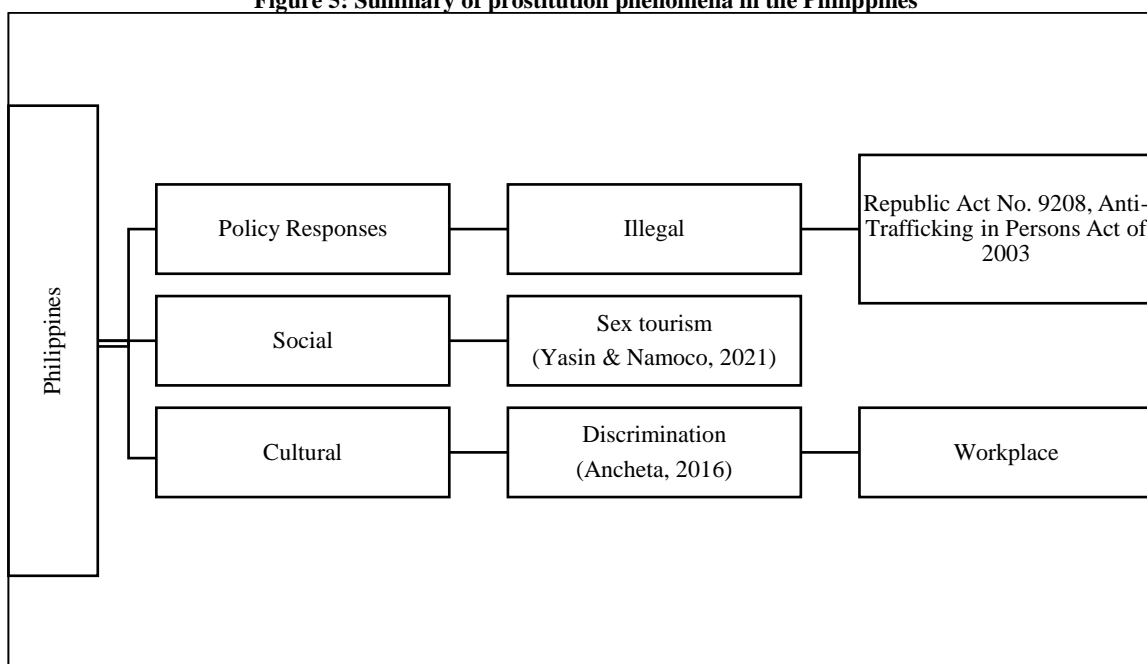 Figure 5: Summary of prostitution phenomena in the Philippines
Philippines
Policy Responses
Illegal
Republic Act No. 9208, Anti-
Trafficking in Persons Act of
2003
Social
Sex tourism
(Yasin & Namoco, 2021)
Cultural
Discrimination
(Ancheta, 2016)
Workplace